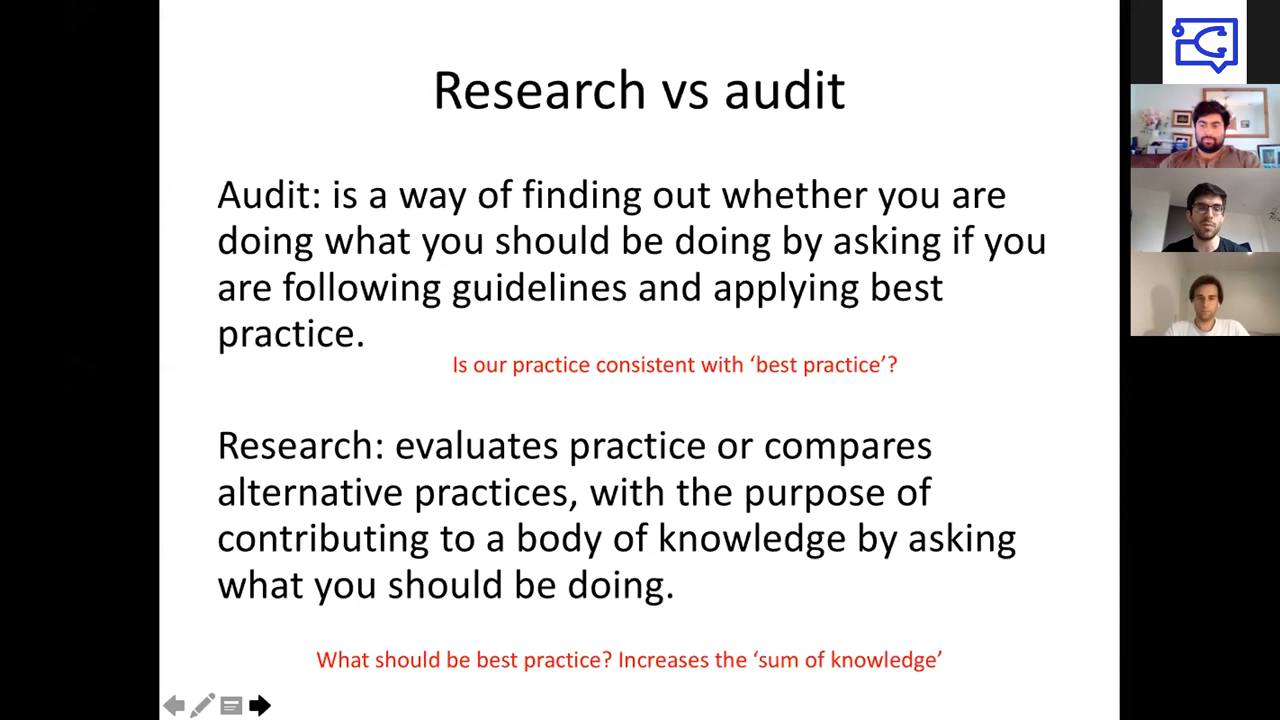 Research vs audit
Audit: is a way of finding out whether you are
doing what you should be doing by asking if you
are following guidelines and applying best
practice.
Is our practice consistent with ‘best practice’?
Research: evaluates practice or compares
alternative practices, with the purpose of
contributing to a body of knowledge by asking
what you should be doing.
What should be best practice? Increases the ‘sum of knowledge’